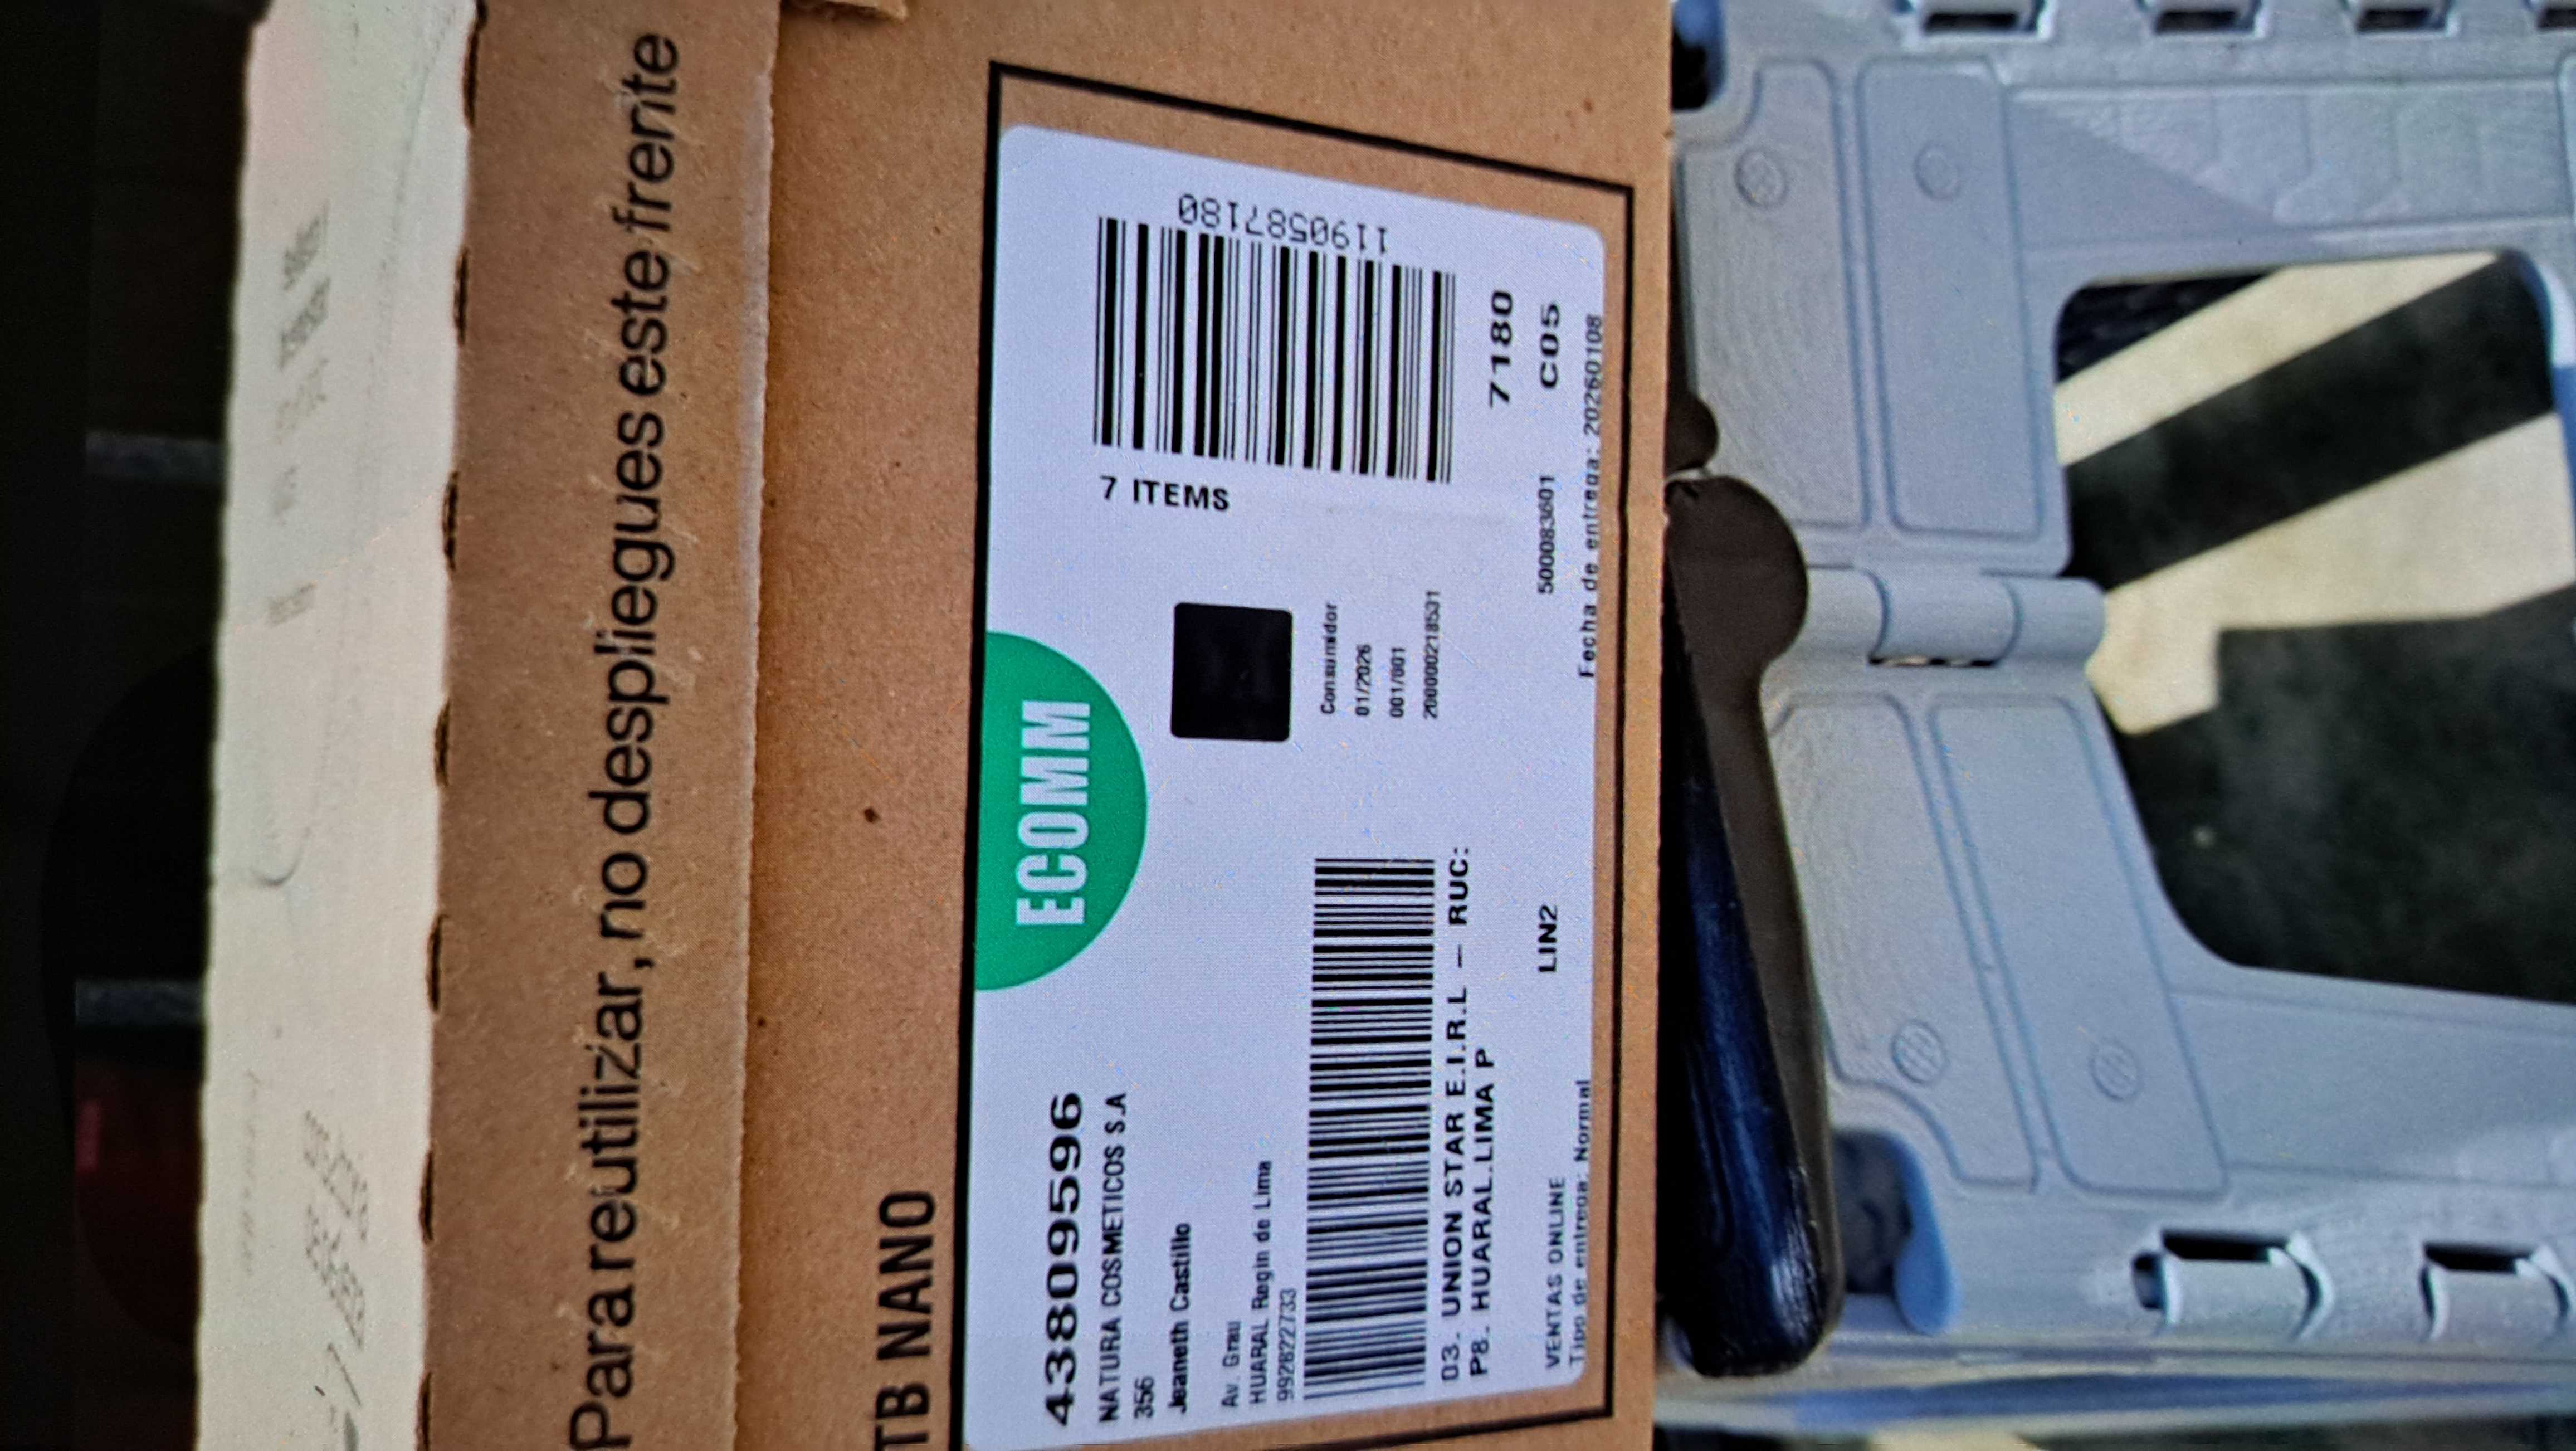 Para reutilizar, no despliegues este frente
TB NANO
43809596
NATURA COSMETICOS S.A
356
Jeaneth Castillo
Av. Grau
HUARAL Regin de Lima
992822733
ECOMM
Consumidor
01/2026
001/001
200000218531
7 ITEMS
1190587180
7180
C05
D3. UNION STAR E.I.R.L - RUC:
P8. HUARAL.LIMA P
LIN2
500083601
VENTAS ONLINE
Tipo de entrega: Normal
Fecha de entrega: 20260108